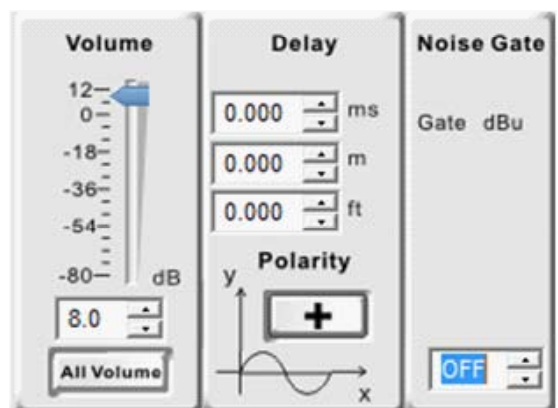 Volume
12
0
-18
-36
-54
-80
dB
8.0
All Volume
Delay
0.000 ms
0.000 m
0.000 ft
Polarity
y
+
x
Noise Gate
Gate dBu
OFF